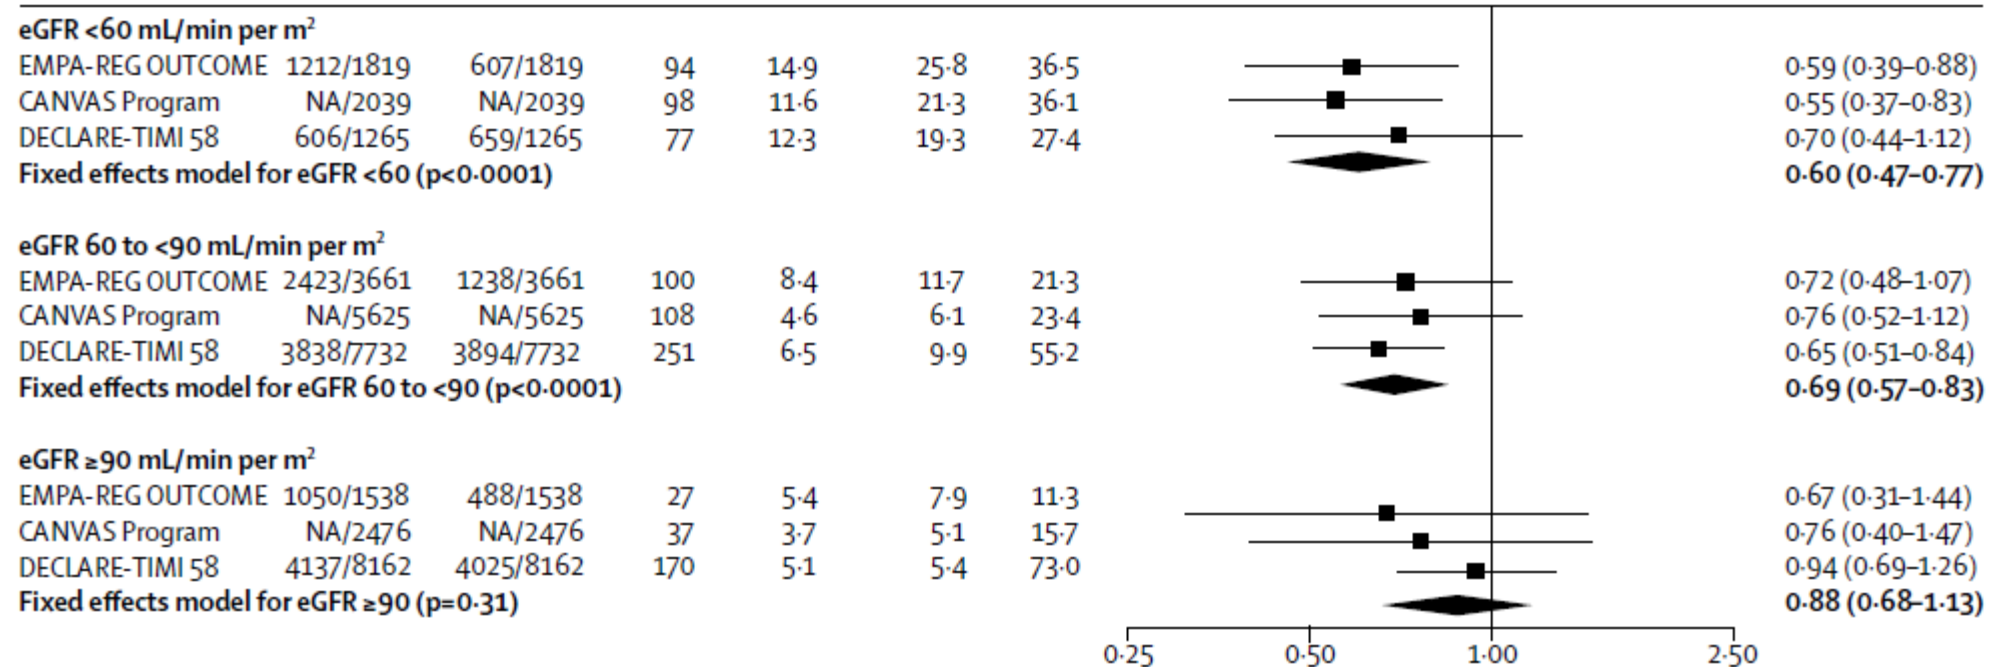 eGFR <60 mL/min per m²
EMPA-REG OUTCOME 1212/1819 607/1819 94 14·9 25·8 36·5 0·59 (0·39–0·88)
CANVAS Program NA/2039 NA/2039 98 11·6 21·3 36·1 0·55 (0·37–0·83)
DECLARE-TIMI 58 606/1265 659/1265 77 12·3 19·3 27·4 0·70 (0·44–1·12)
Fixed effects model for eGFR <60 (p<0·0001) 0·60 (0·47–0·77)
eGFR 60 to <90 mL/min per m²
EMPA-REG OUTCOME 2423/3661 1238/3661 100 8·4 11·7 21·3 0·72 (0·48–1·07)
CANVAS Program NA/5625 NA/5625 108 4·6 6·1 23·4 0·76 (0·52–1·12)
DECLARE-TIMI 58 3838/7732 3894/7732 251 6·5 9·9 55·2 0·65 (0·51–0·84)
Fixed effects model for eGFR 60 to <90 (p<0·0001) 0·69 (0·57–0·83)
eGFR ≥90 mL/min per m²
EMPA-REG OUTCOME 1050/1538 488/1538 27 5·4 7·9 11·3 0·67 (0·31–1·44)
CANVAS Program NA/2476 NA/2476 37 3·7 5·1 15·7 0·76 (0·40–1·47)
DECLARE-TIMI 58 4137/8162 4025/8162 170 5·1 5·4 73·0 0·94 (0·69–1·26)
Fixed effects model for eGFR ≥90 (p=0·31) 0·88 (0·68–1·13)
0·25 0·50 1·00 2·50